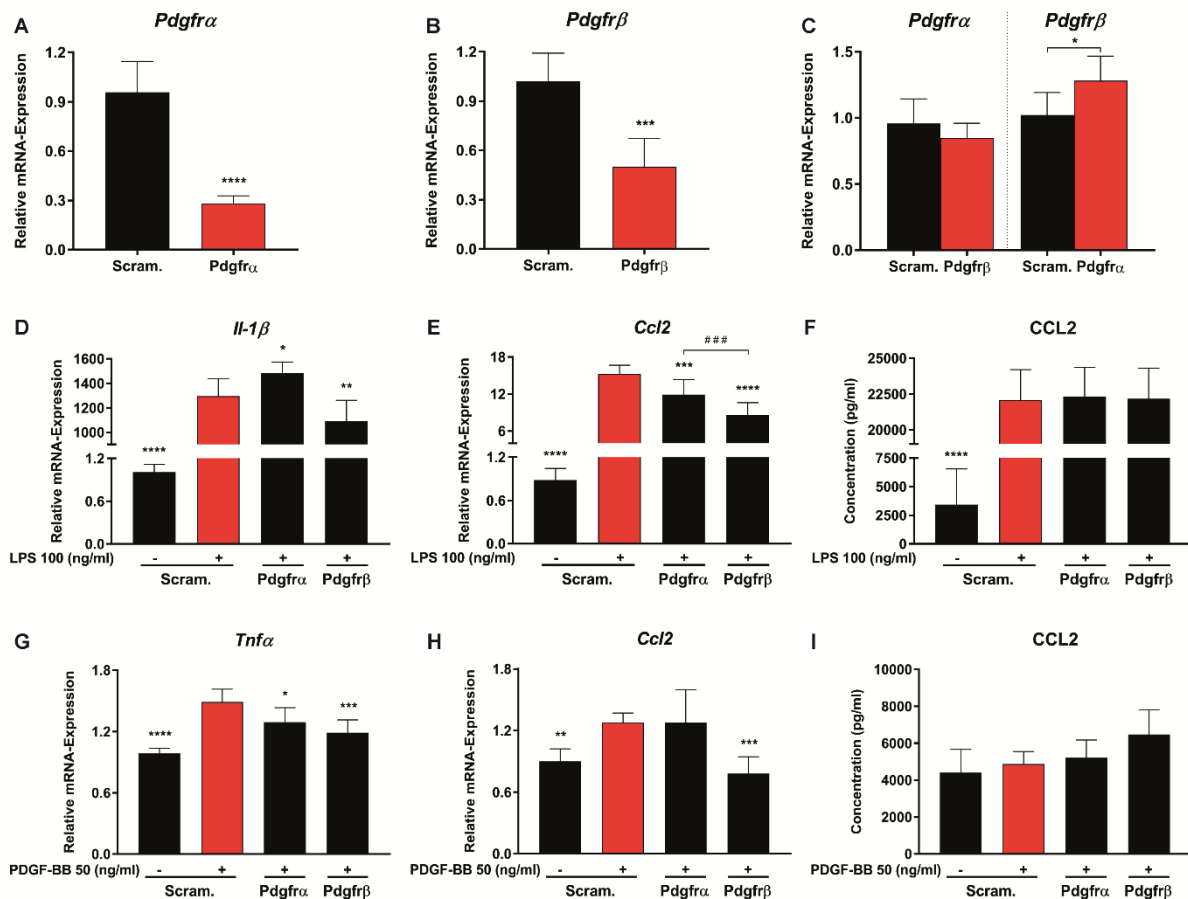 A
Pdgfrα
Relative mRNA-Expression
1.2
0.9
0.6
0.3
0.0
****
Scram. Pdgfrα
B
Pdgfrβ
Relative mRNA-Expression
1.2
0.9
0.6
0.3
0.0
***
Scram. Pdgfrβ
C
Pdgfrα Pdgfrβ
Relative mRNA-Expression
1.5
1.0
0.5
0.0
*
Scram. Pdgfrβ Scram. Pdgfrα
D
Il-1β
Relative mRNA-Expression
1600
1400
1200
1000
1.2
0.6
0.0
**** * **
LPS 100 (ng/ml) - + + +
Scram. Pdgfrα Pdgfrβ
E
Ccl2
Relative mRNA-Expression
18
12
6
1.2
0.6
0.0
###
**** *** ****
LPS 100 (ng/ml) - + + +
Scram. Pdgfrα Pdgfrβ
F
CCL2
Concentration (pg/ml)
25000
22500
20000
7500
5000
2500
0
****
LPS 100 (ng/ml) - + + +
Scram. Pdgfrα Pdgfrβ
G
Tnfα
Relative mRNA-Expression
1.8
1.2
0.6
0.0
**** * ***
PDGF-BB 50 (ng/ml) - + + +
Scram. Pdgfrα Pdgfrβ
H
Ccl2
Relative mRNA-Expression
1.8
1.2
0.6
0.0
** ***
PDGF-BB 50 (ng/ml) - + + +
Scram. Pdgfrα Pdgfrβ
I
CCL2
Concentration (pg/ml)
10000
8000
6000
4000
2000
0
PDGF-BB 50 (ng/ml) - + + +
Scram. Pdgfrα Pdgfrβ